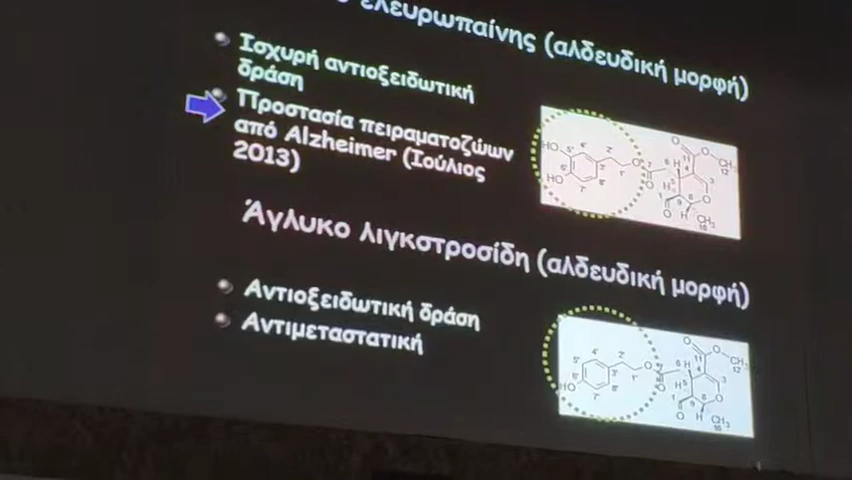 ελευρωπαίνης (αλδευδική μορφή)
Ισχυρή αντιοξειδωτική
δράση
Προστασία πειραματοζώων
από Alzheimer (Ιούλιος
2013)
Άγλυκο λιγκστροσίδη (αλδευδική μορφή)
Αντιοξειδωτική δράση
Αντιμεταστατική